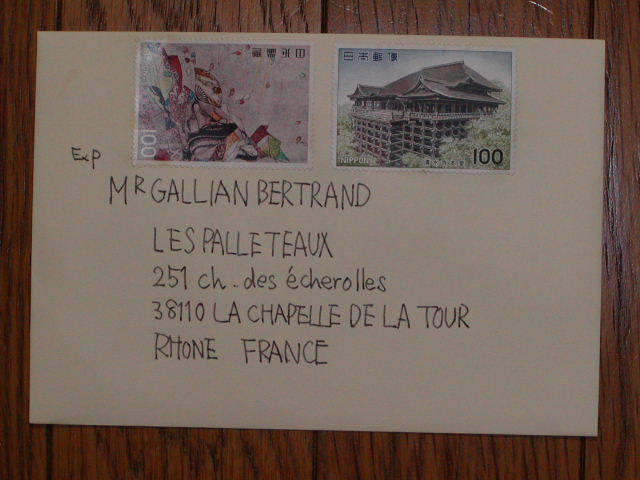 日本郵便
100
日本郵便
NIPPON
100
Exp
MR GALLIAN BERTRAND
LES PALLETEAUX
251 ch. des écherolles
38110 LA CHAPELLE DE LA TOUR
RHONE FRANCE